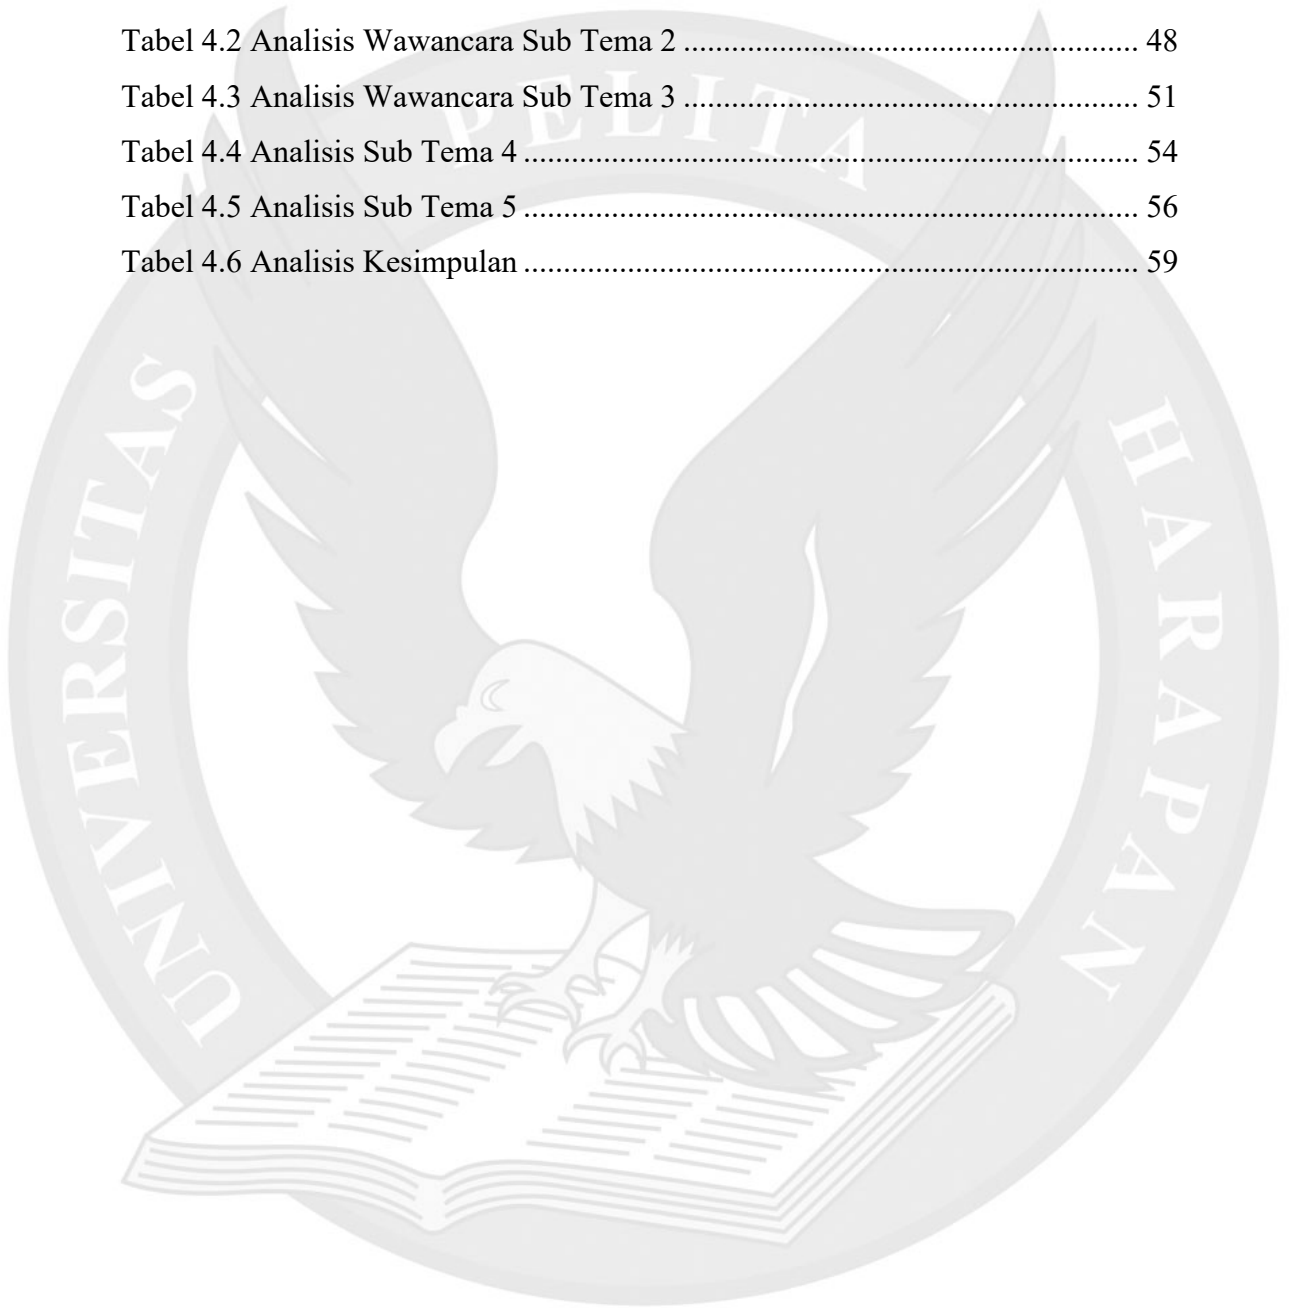 Tabel 4.2 Analisis Wawancara Sub Tema 2 ......................................................... 48
Tabel 4.3 Analisis Wawancara Sub Tema 3 ......................................................... 51
Tabel 4.4 Analisis Sub Tema 4 ............................................................................. 54
Tabel 4.5 Analisis Sub Tema 5 ............................................................................. 56
Tabel 4.6 Analisis Kesimpulan ............................................................................. 59
UNIVERSITAS
PELITA
HARAPAN